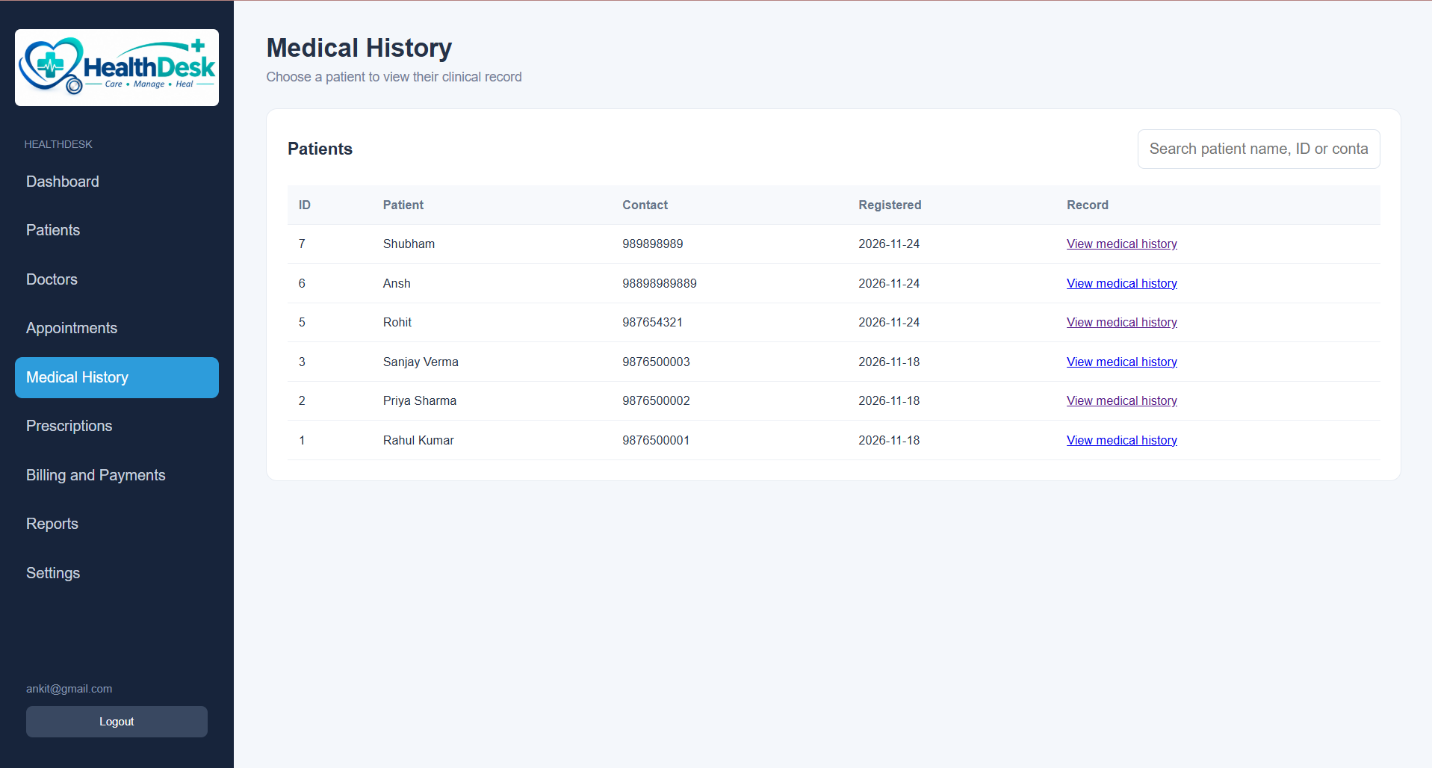 HealthDesk
Care • Manage • Heal
HEALTHDESK
Dashboard
Patients
Doctors
Appointments
Medical History
Prescriptions
Billing and Payments
Reports
Settings
ankit@gmail.com
Logout
Medical History
Choose a patient to view their clinical record
Patients
Search patient name, ID or conta
ID Patient Contact Registered Record
7 Shubham 989898989 2026-11-24 View medical history
6 Ansh 98898989889 2026-11-24 View medical history
5 Rohit 987654321 2026-11-24 View medical history
3 Sanjay Verma 9876500003 2026-11-18 View medical history
2 Priya Sharma 9876500002 2026-11-18 View medical history
1 Rahul Kumar 9876500001 2026-11-18 View medical history